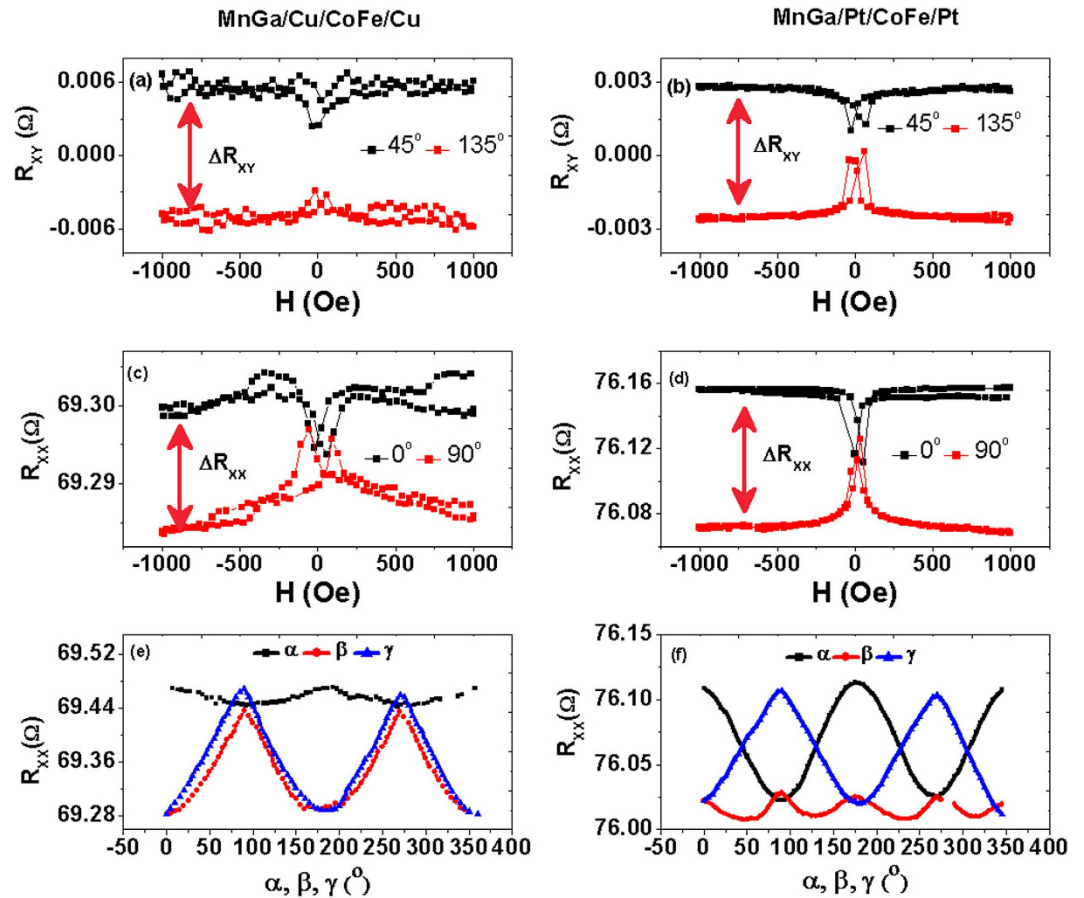 MnGa/Cu/CoFe/Cu
MnGa/Pt/CoFe/Pt
(a)
R_XY (Ω)
0.006
0.000
-0.006
ΔR_XY
45° 135°
-1000 -500 0 500 1000
H (Oe)
(b)
R_XY (Ω)
0.003
0.000
-0.003
ΔR_XY
45° 135°
-1000 -500 0 500 1000
H (Oe)
(c)
R_XX(Ω)
69.30
69.29
ΔR_XX
0° 90°
-1000 -500 0 500 1000
H (Oe)
(d)
R_XX(Ω)
76.16
76.12
76.08
ΔR_XX
0° 90°
-1000 -500 0 500 1000
H (Oe)
(e)
α β γ
R_XX(Ω)
69.52
69.44
69.36
69.28
-50 0 50 100 150 200 250 300 350 400
α, β, γ (°)
(f)
α β γ
R_XX(Ω)
76.15
76.10
76.05
76.00
-50 0 50 100 150 200 250 300 350 400
α, β, γ (°)